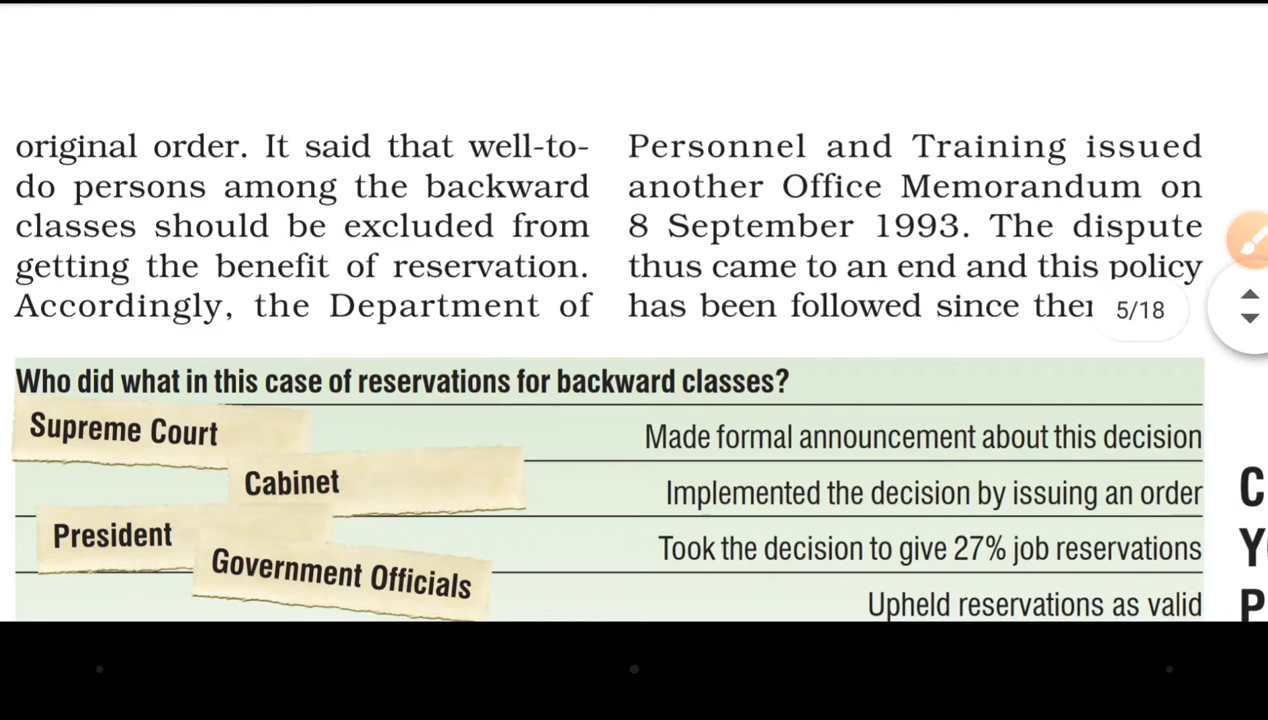 original order. It said that well-to-
do persons among the backward
classes should be excluded from
getting the benefit of reservation.
Accordingly, the Department of
Personnel and Training issued
another Office Memorandum on
8 September 1993. The dispute
thus came to an end and this policy
has been followed since
5/18
Who did what in this case of reservations for backward classes?
Supreme Court
Made formal announcement about this decision
Cabinet
Implemented the decision by issuing an order
President
Took the decision to give 27% job reservations
Government Officials
Upheld reservations as valid